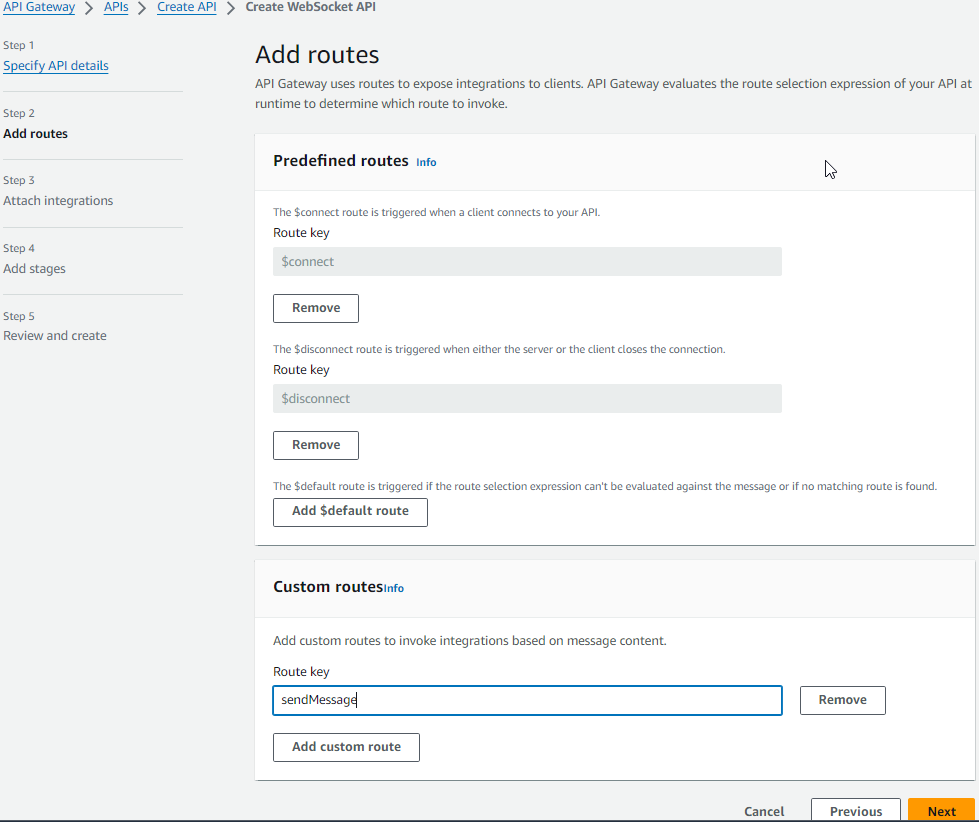 API Gateway > APIs > Create API > Create WebSocket API
Step 1
Specify API details
Step 2
Add routes
Step 3
Attach integrations
Step 4
Add stages
Step 5
Review and create
Add routes
API Gateway uses routes to expose integrations to clients. API Gateway evaluates the route selection expression of your API at
runtime to determine which route to invoke.
Predefined routes Info
The $connect route is triggered when a client connects to your API.
Route key
$connect
Remove
The $disconnect route is triggered when either the server or the client closes the connection.
Route key
$disconnect
Remove
The $default route is triggered if the route selection expression can't be evaluated against the message or if no matching route is found.
Add $default route
Custom routes Info
Add custom routes to invoke integrations based on message content.
Route key
sendMessage
Remove
Add custom route
Cancel
Previous
Next